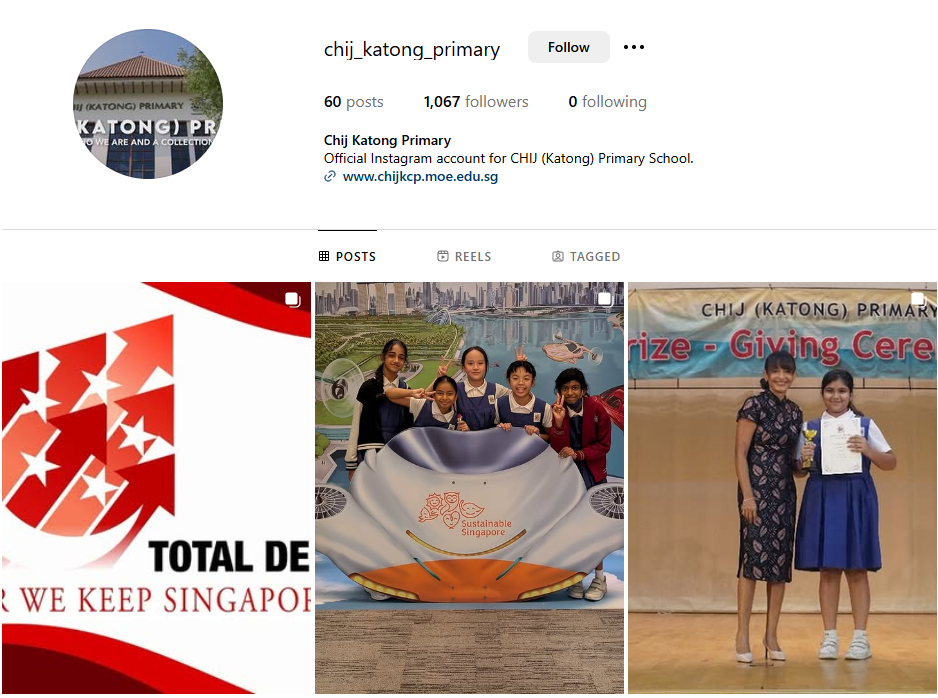 chij_katong_primary
Follow
60 posts 1,067 followers 0 following
Chij Katong Primary
Official Instagram account for CHIJ (Katong) Primary School.
www.chijkcp.moe.edu.sg
(KATONG) PRIMARY
KATONG) PR
WE ARE AND A COLLECTION
POSTS REELS TAGGED
TOTAL DE
R WE KEEP SINGAPOR
Sustainable
Singapore
CHIJ (KATONG) PRIMARY
rize - Giving Cere